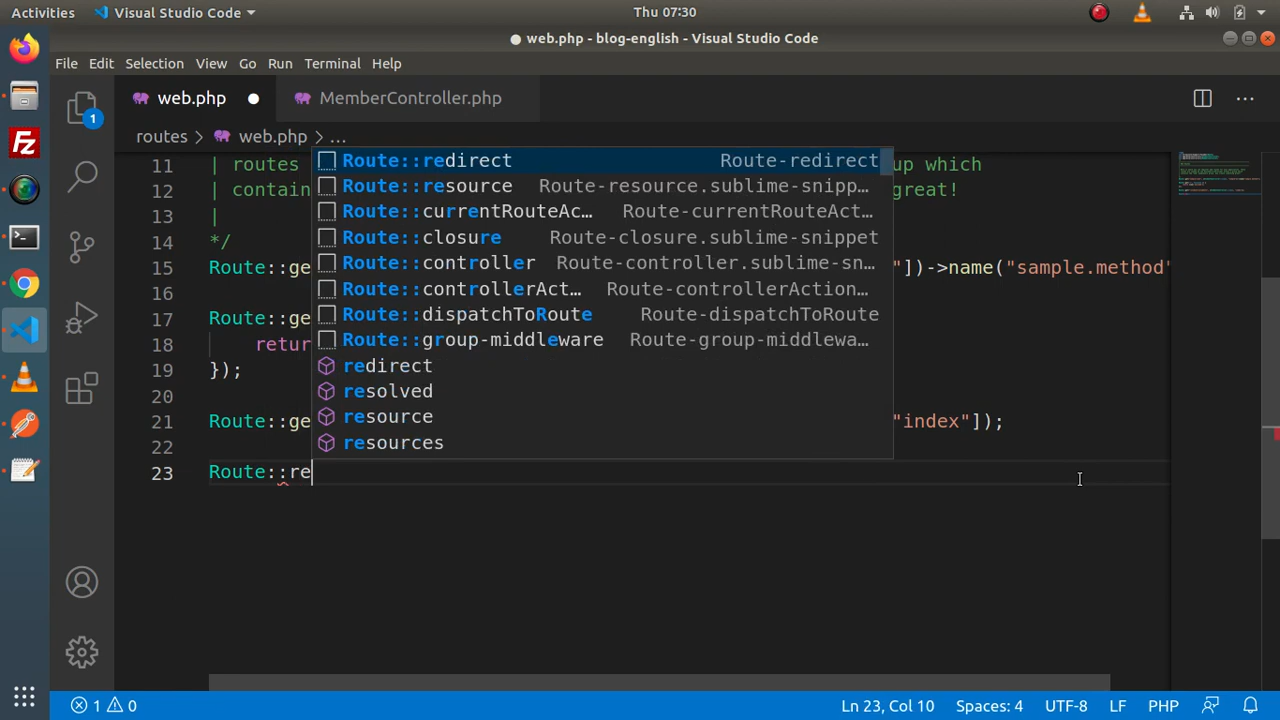 Activities Visual Studio Code Thu 07:30
● web.php - blog-english - Visual Studio Code
File Edit Selection View Go Run Terminal Help
web.php MemberController.php
routes > web.php > ...
11 | routes up which
12 | contain great!
13 |
14 */
15 Route::ge "])->name("sample.method"
16
17 Route::ge
18 return
19 });
20
21 Route::ge "index"]);
22
23 Route::re
Route::redirect Route-redirect
Route::resource Route-resource.sublime-snipp…
Route::currentRouteAc… Route-currentRouteAct…
Route::closure Route-closure.sublime-snippet
Route::controller Route-controller.sublime-sn…
Route::controllerAct… Route-controllerAction…
Route::dispatchToRoute Route-dispatchToRoute
Route::group-middleware Route-group-middlewa…
redirect
resolved
resource
resources
1
Fz
1 0 Ln 23, Col 10 Spaces: 4 UTF-8 LF PHP